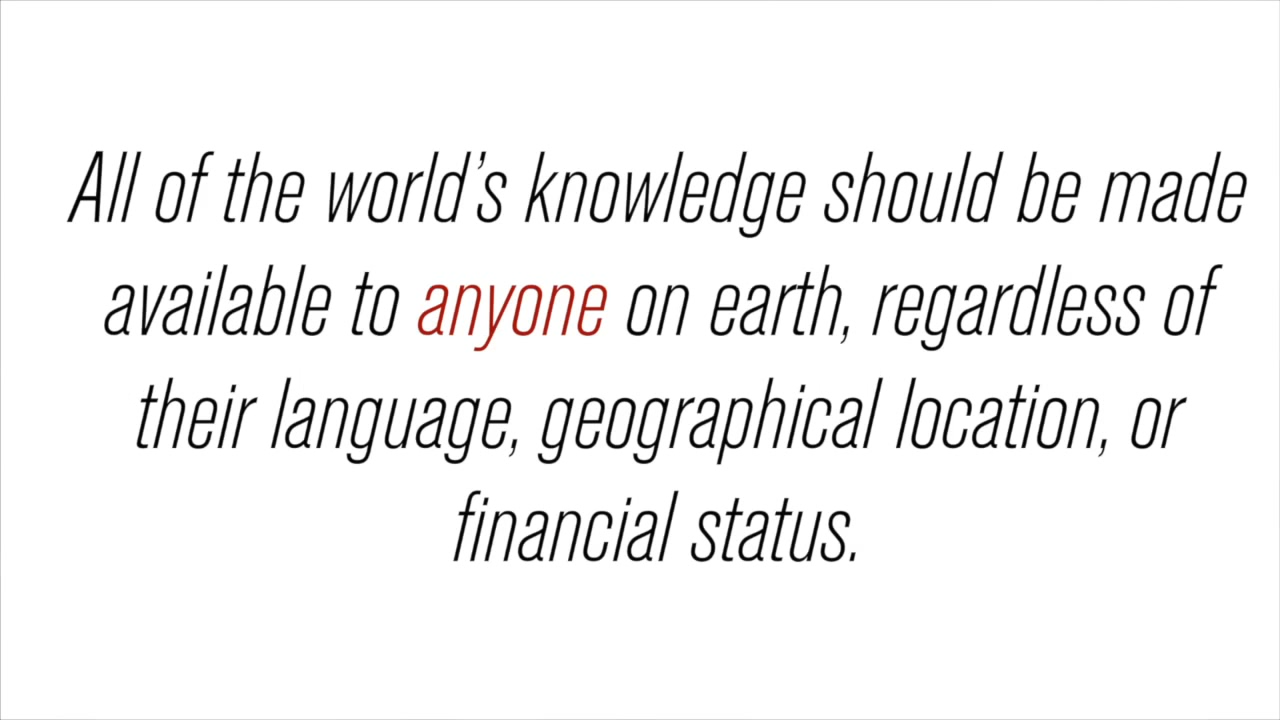 All of the world’s knowledge should be made
available to anyone on earth, regardless of
their language, geographical location, or
financial status.